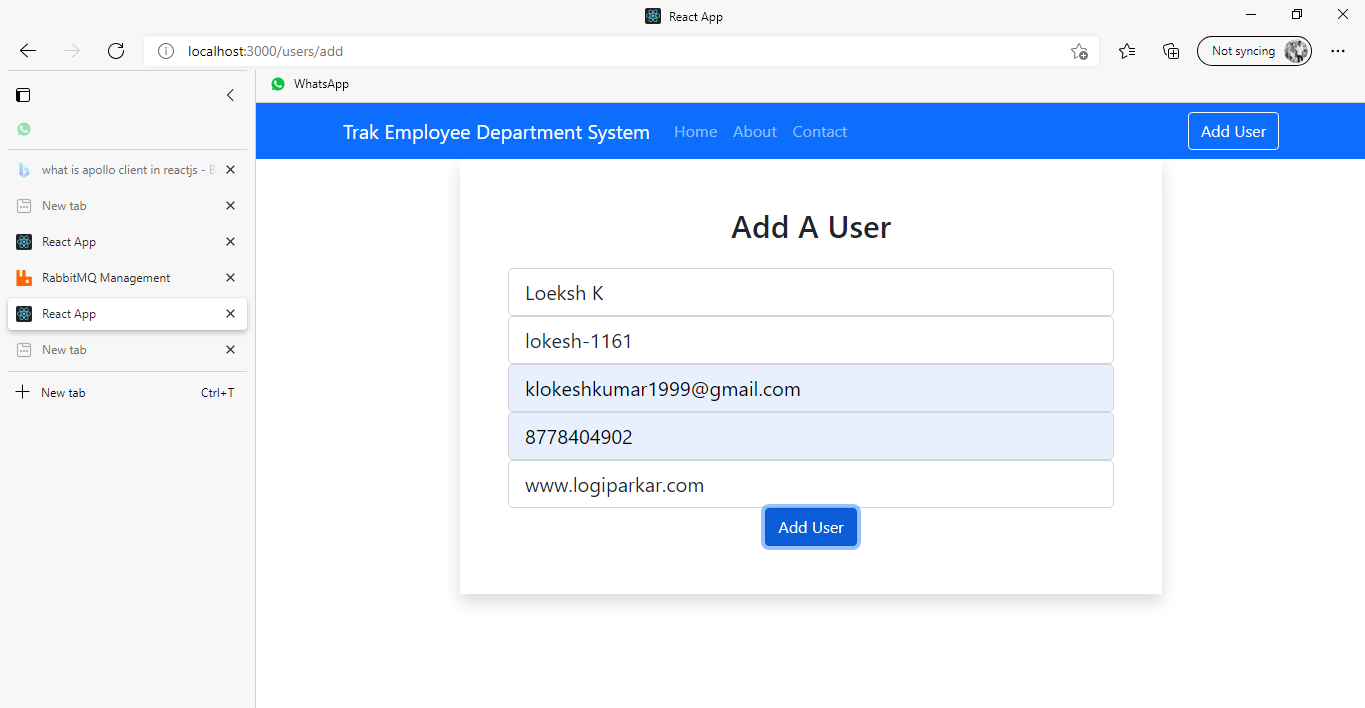 React App
localhost:3000/users/add
Not syncing
WhatsApp
what is apollo client in reactjs - B
New tab
React App
RabbitMQ Management
React App
New tab
New tab Ctrl+T
Trak Employee Department System Home About Contact Add User
Add A User
Loeksh K
lokesh-1161
klokeshkumar1999@gmail.com
8778404902
www.logiparkar.com
Add User